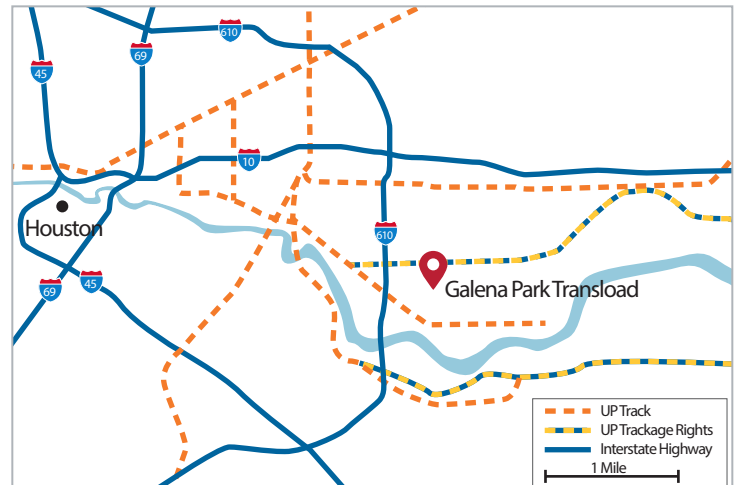 610
69
45
10
Houston
610
69
45
Galena Park Transload
UP Track
UP Trackage Rights
Interstate Highway
1 Mile